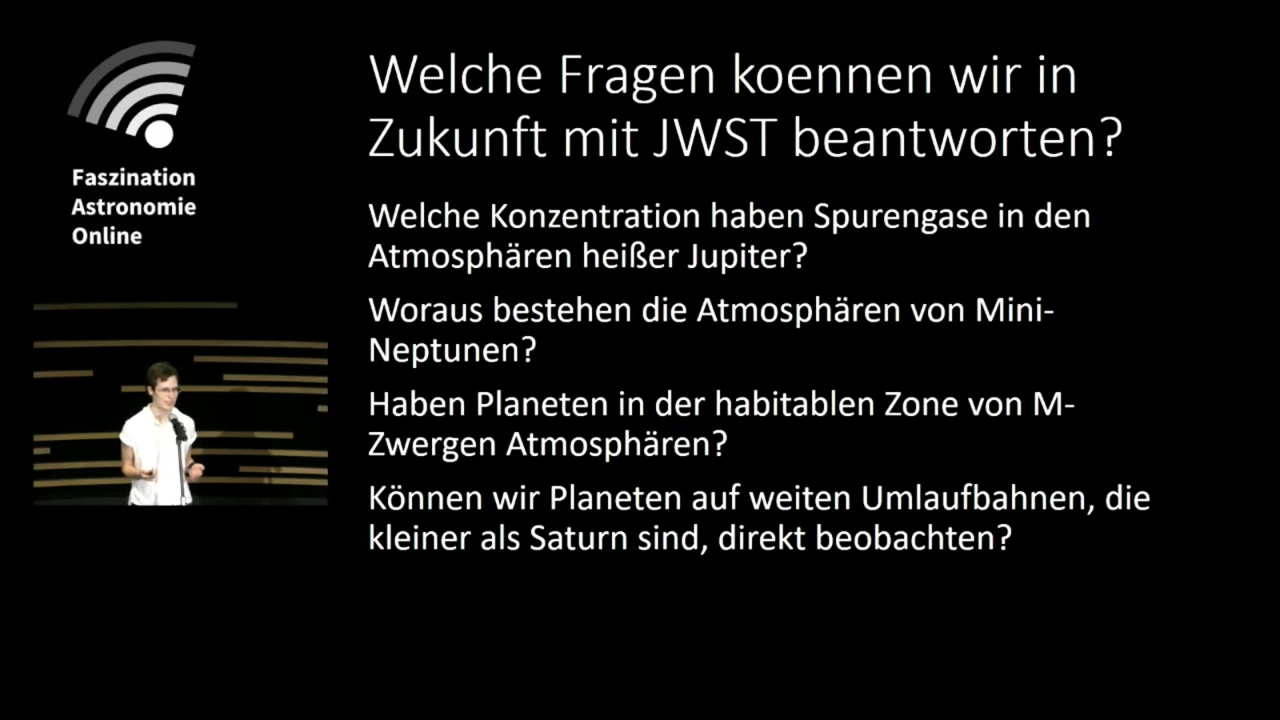 Faszination
Astronomie
Online
Welche Fragen koennen wir in
Zukunft mit JWST beantworten?
Welche Konzentration haben Spurengase in den
Atmosphären heißer Jupiter?
Woraus bestehen die Atmosphären von Mini-
Neptunen?
Haben Planeten in der habitablen Zone von M-
Zwergen Atmosphären?
Können wir Planeten auf weiten Umlaufbahnen, die
kleiner als Saturn sind, direkt beobachten?